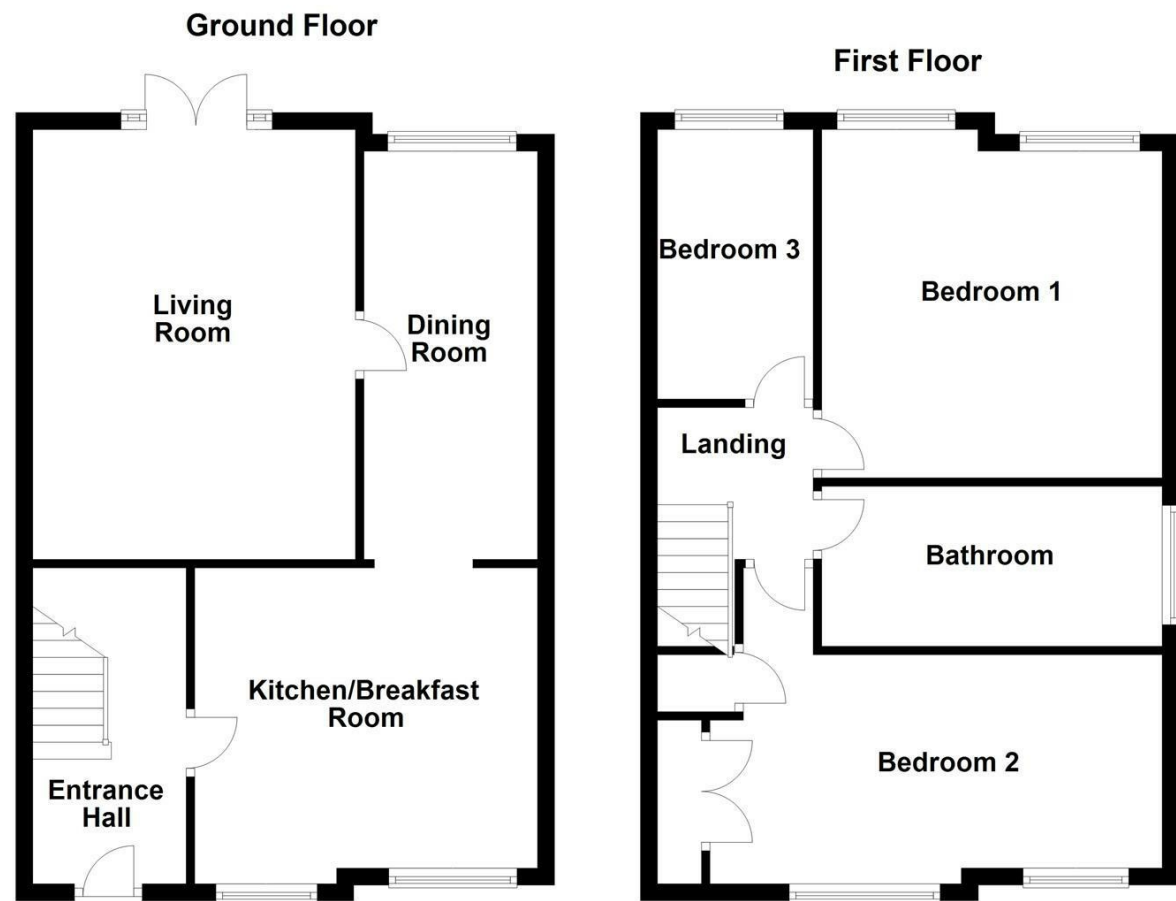 Ground Floor
Living
Room
Dining
Room
Kitchen/Breakfast
Room
Entrance
Hall
First Floor
Bedroom 3
Bedroom 1
Landing
Bathroom
Bedroom 2